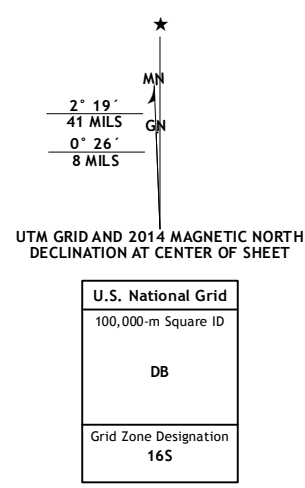 MN
2° 19´
41 MILS
GN
0° 26´
8 MILS
UTM GRID AND 2014 MAGNETIC NORTH
DECLINATION AT CENTER OF SHEET
U.S. National Grid
100,000-m Square ID
DB
Grid Zone Designation
16S